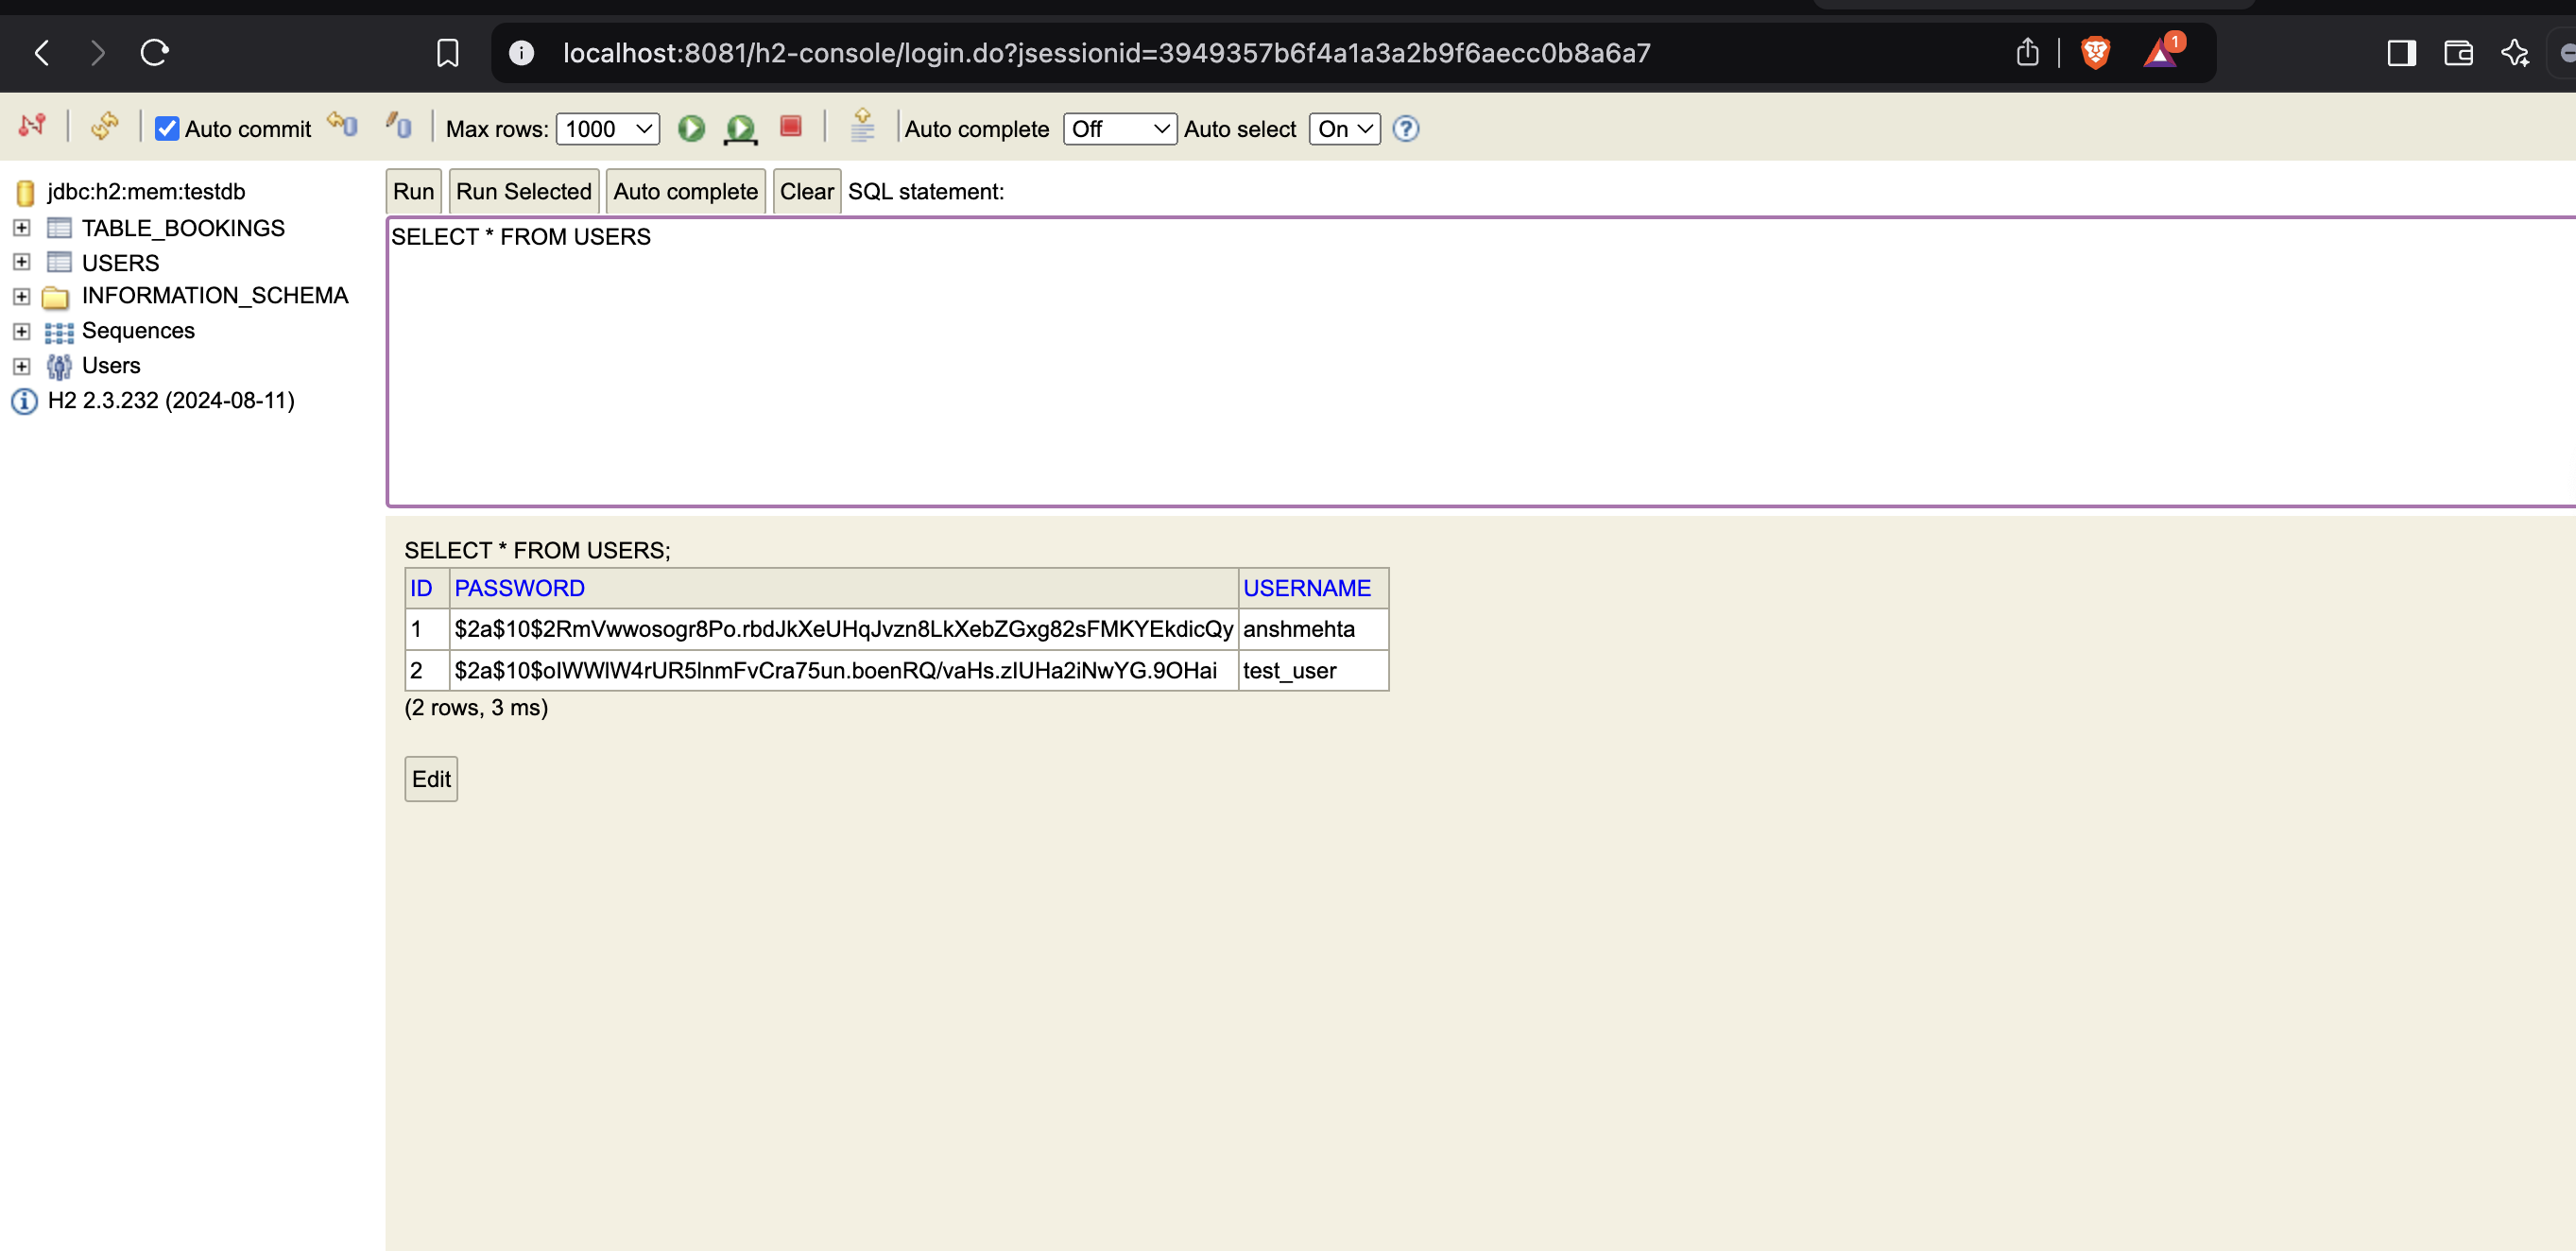 localhost:8081/h2-console/login.do?jsessionid=3949357b6f4a1a3a2b9f6aecc0b8a6a7
1
Auto commit Max rows: 1000 Auto complete Off Auto select On
jdbc:h2:mem:testdb
TABLE_BOOKINGS
USERS
INFORMATION_SCHEMA
Sequences
Users
H2 2.3.232 (2024-08-11)
Run Run Selected Auto complete Clear SQL statement:
SELECT * FROM USERS
SELECT * FROM USERS;
ID PASSWORD USERNAME
1 $2a$10$2RmVwwosogr8Po.rbdJkXeUHqJvzn8LkXebZGxg82sFMKYEkdicQy anshmehta
2 $2a$10$oIWWlW4rUR5lnmFvCra75un.boenRQ/vaHs.zlUHa2iNwYG.9OHai test_user
(2 rows, 3 ms)
Edit